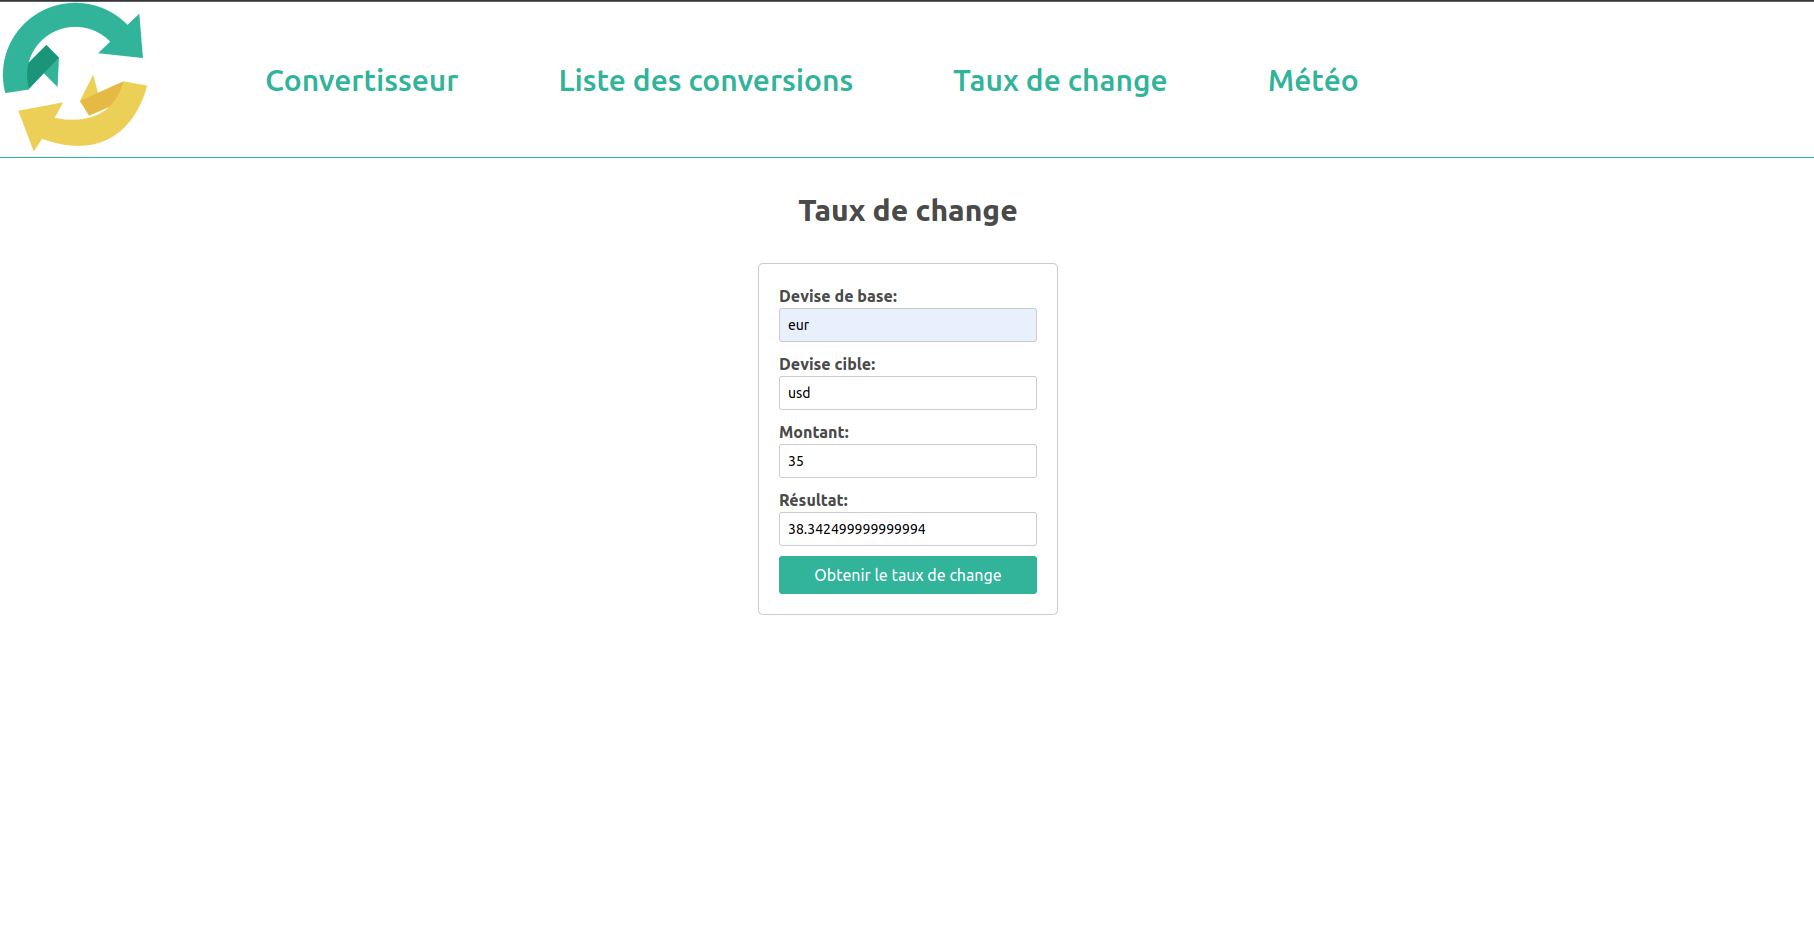 Convertisseur
Liste des conversions
Taux de change
Météo
Taux de change
Devise de base:
eur
Devise cible:
usd
Montant:
35
Résultat:
38.342499999999994
Obtenir le taux de change